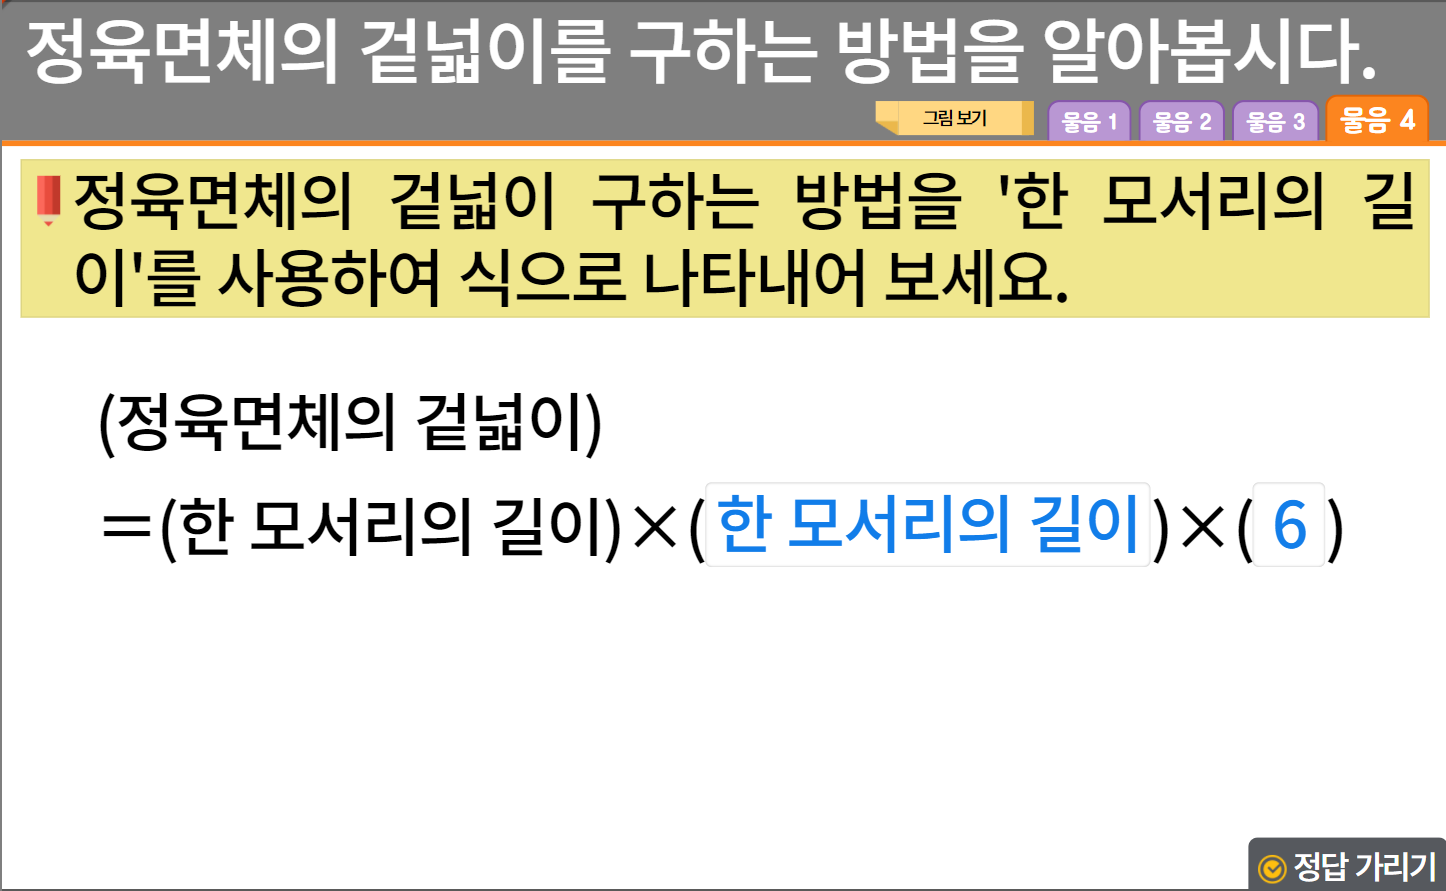 정육면체의 겉넓이를 구하는 방법을 알아봅시다.
그림 보기 물음 1 물음 2 물음 3 물음 4
정육면체의 겉넓이 구하는 방법을 '한 모서리의 길
이'를 사용하여 식으로 나타내어 보세요.
(정육면체의 겉넓이)
=(한 모서리의 길이)×(한 모서리의 길이)×(6)
정답 가리기